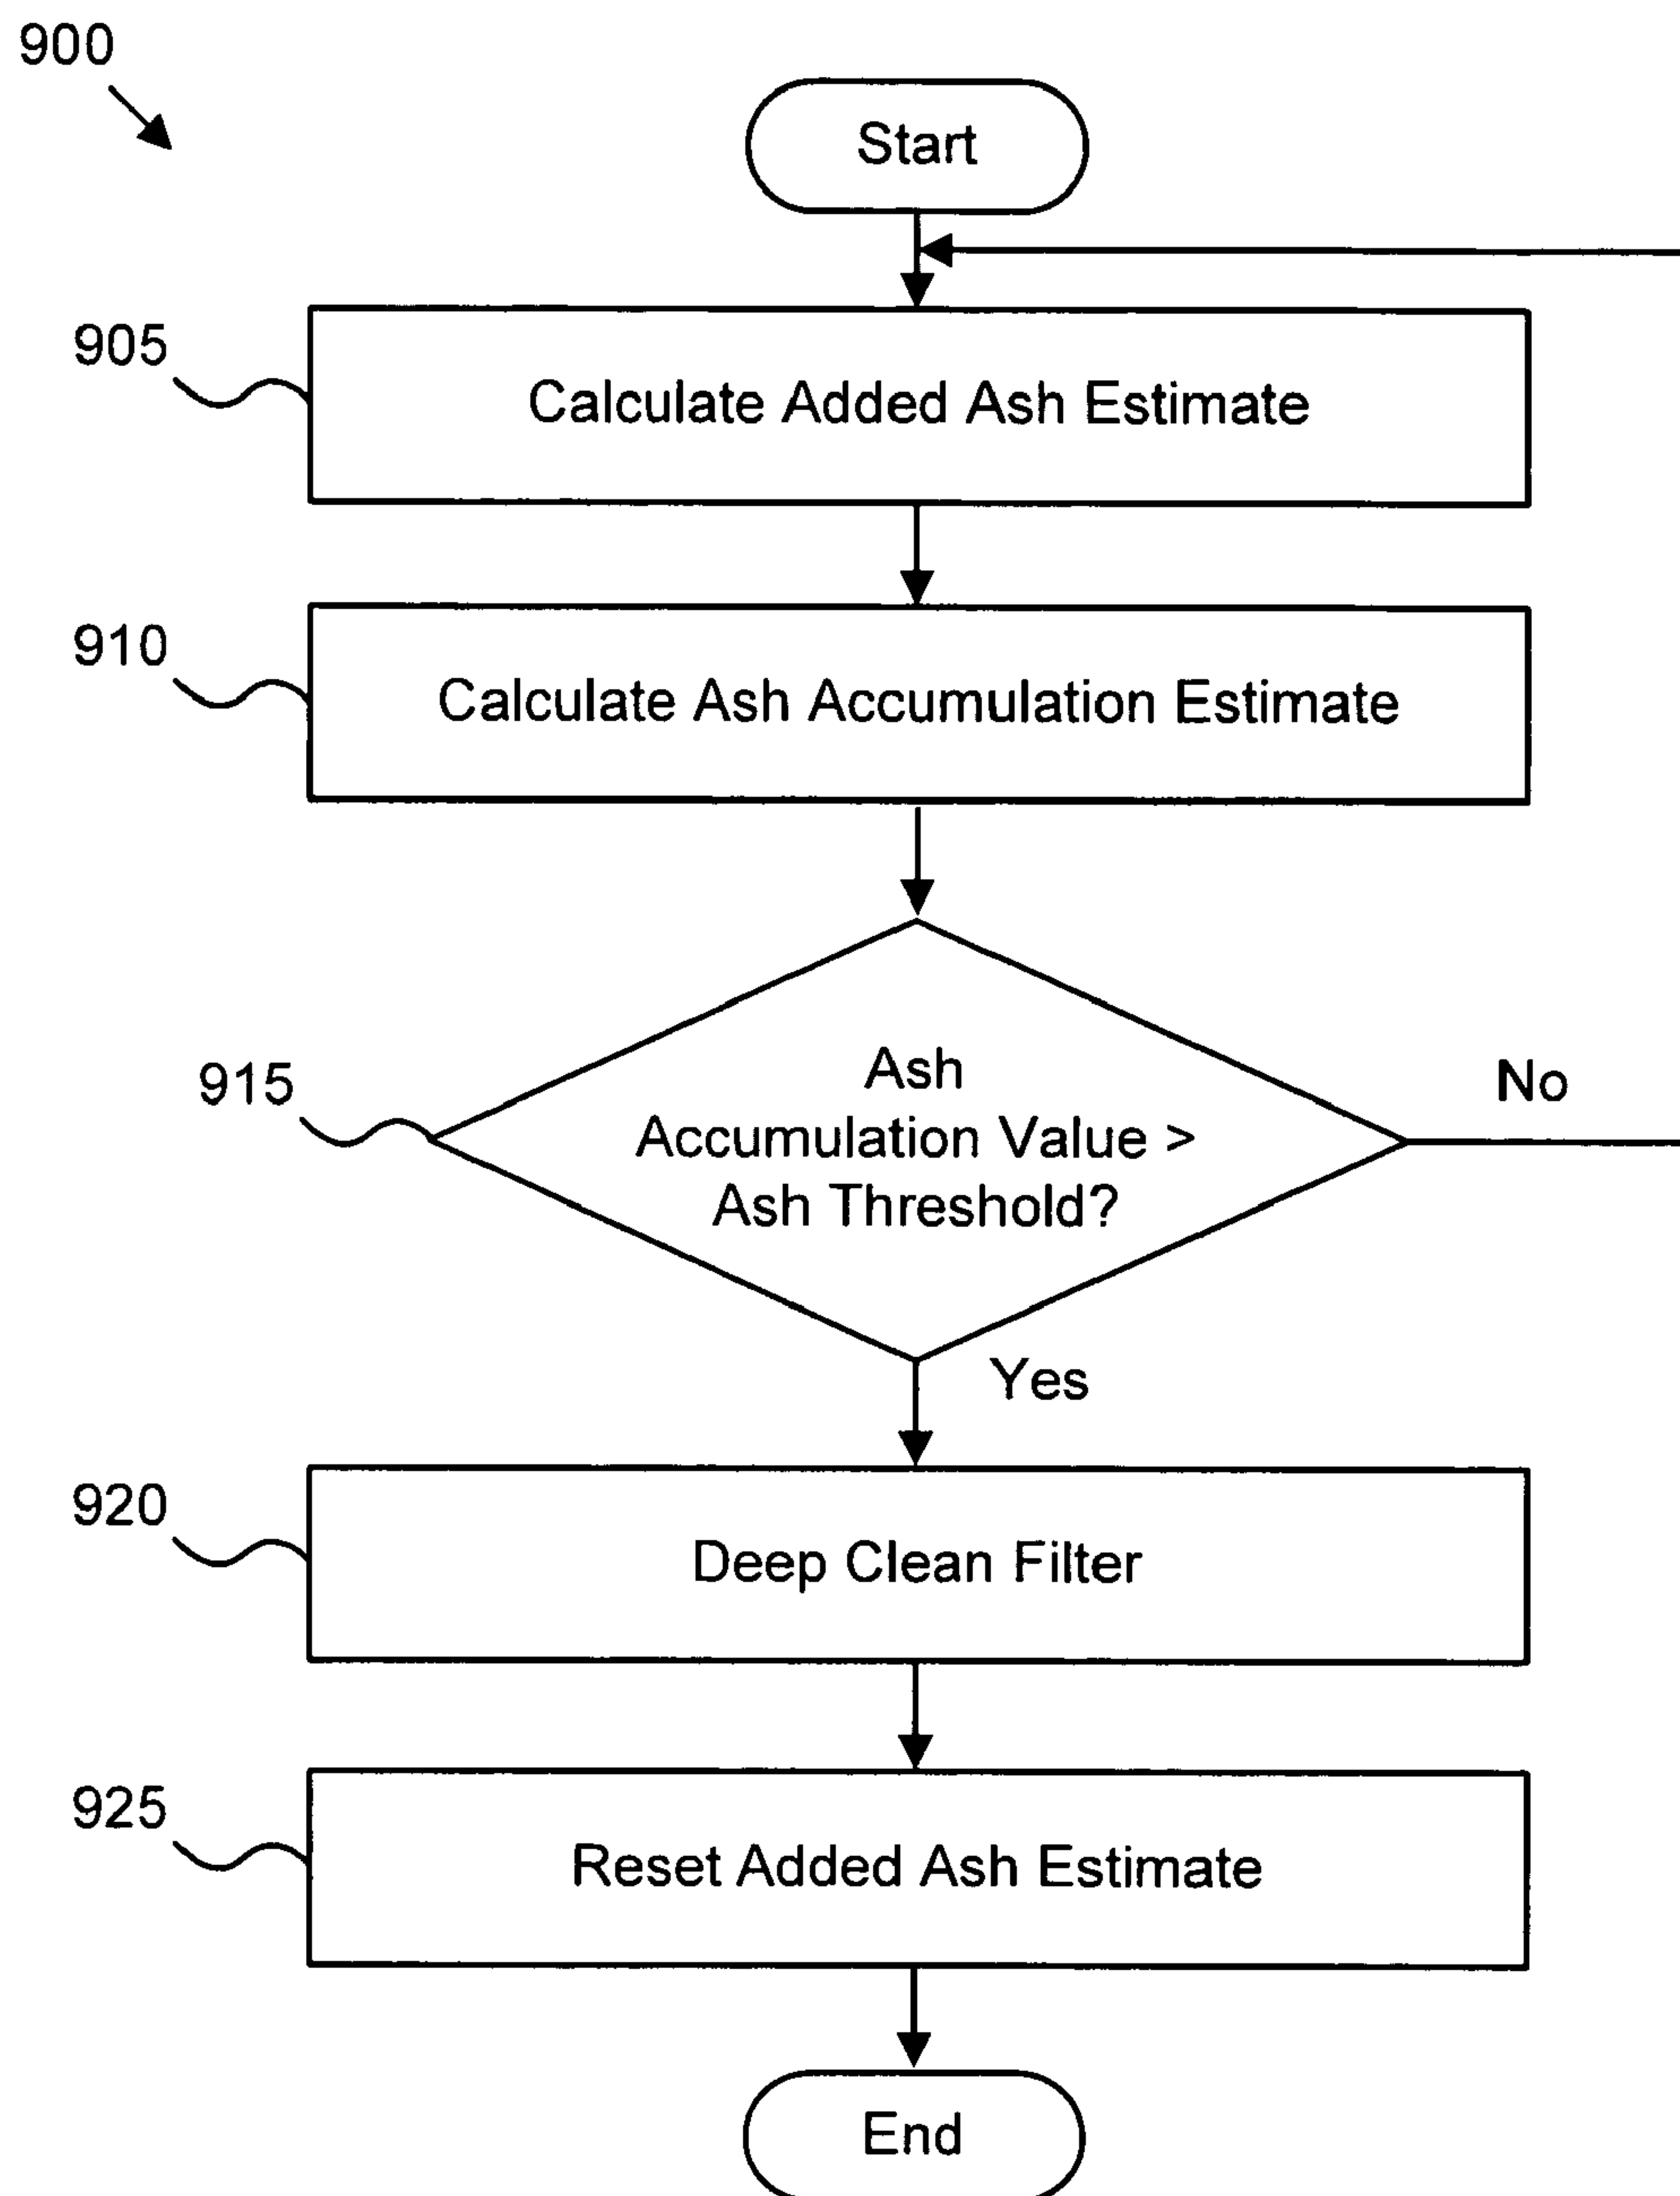 900
Start
905
Calculate Added Ash Estimate
910
Calculate Ash Accumulation Estimate
915
Ash
Accumulation Value >
Ash Threshold?
No
Yes
920
Deep Clean Filter
925
Reset Added Ash Estimate
End